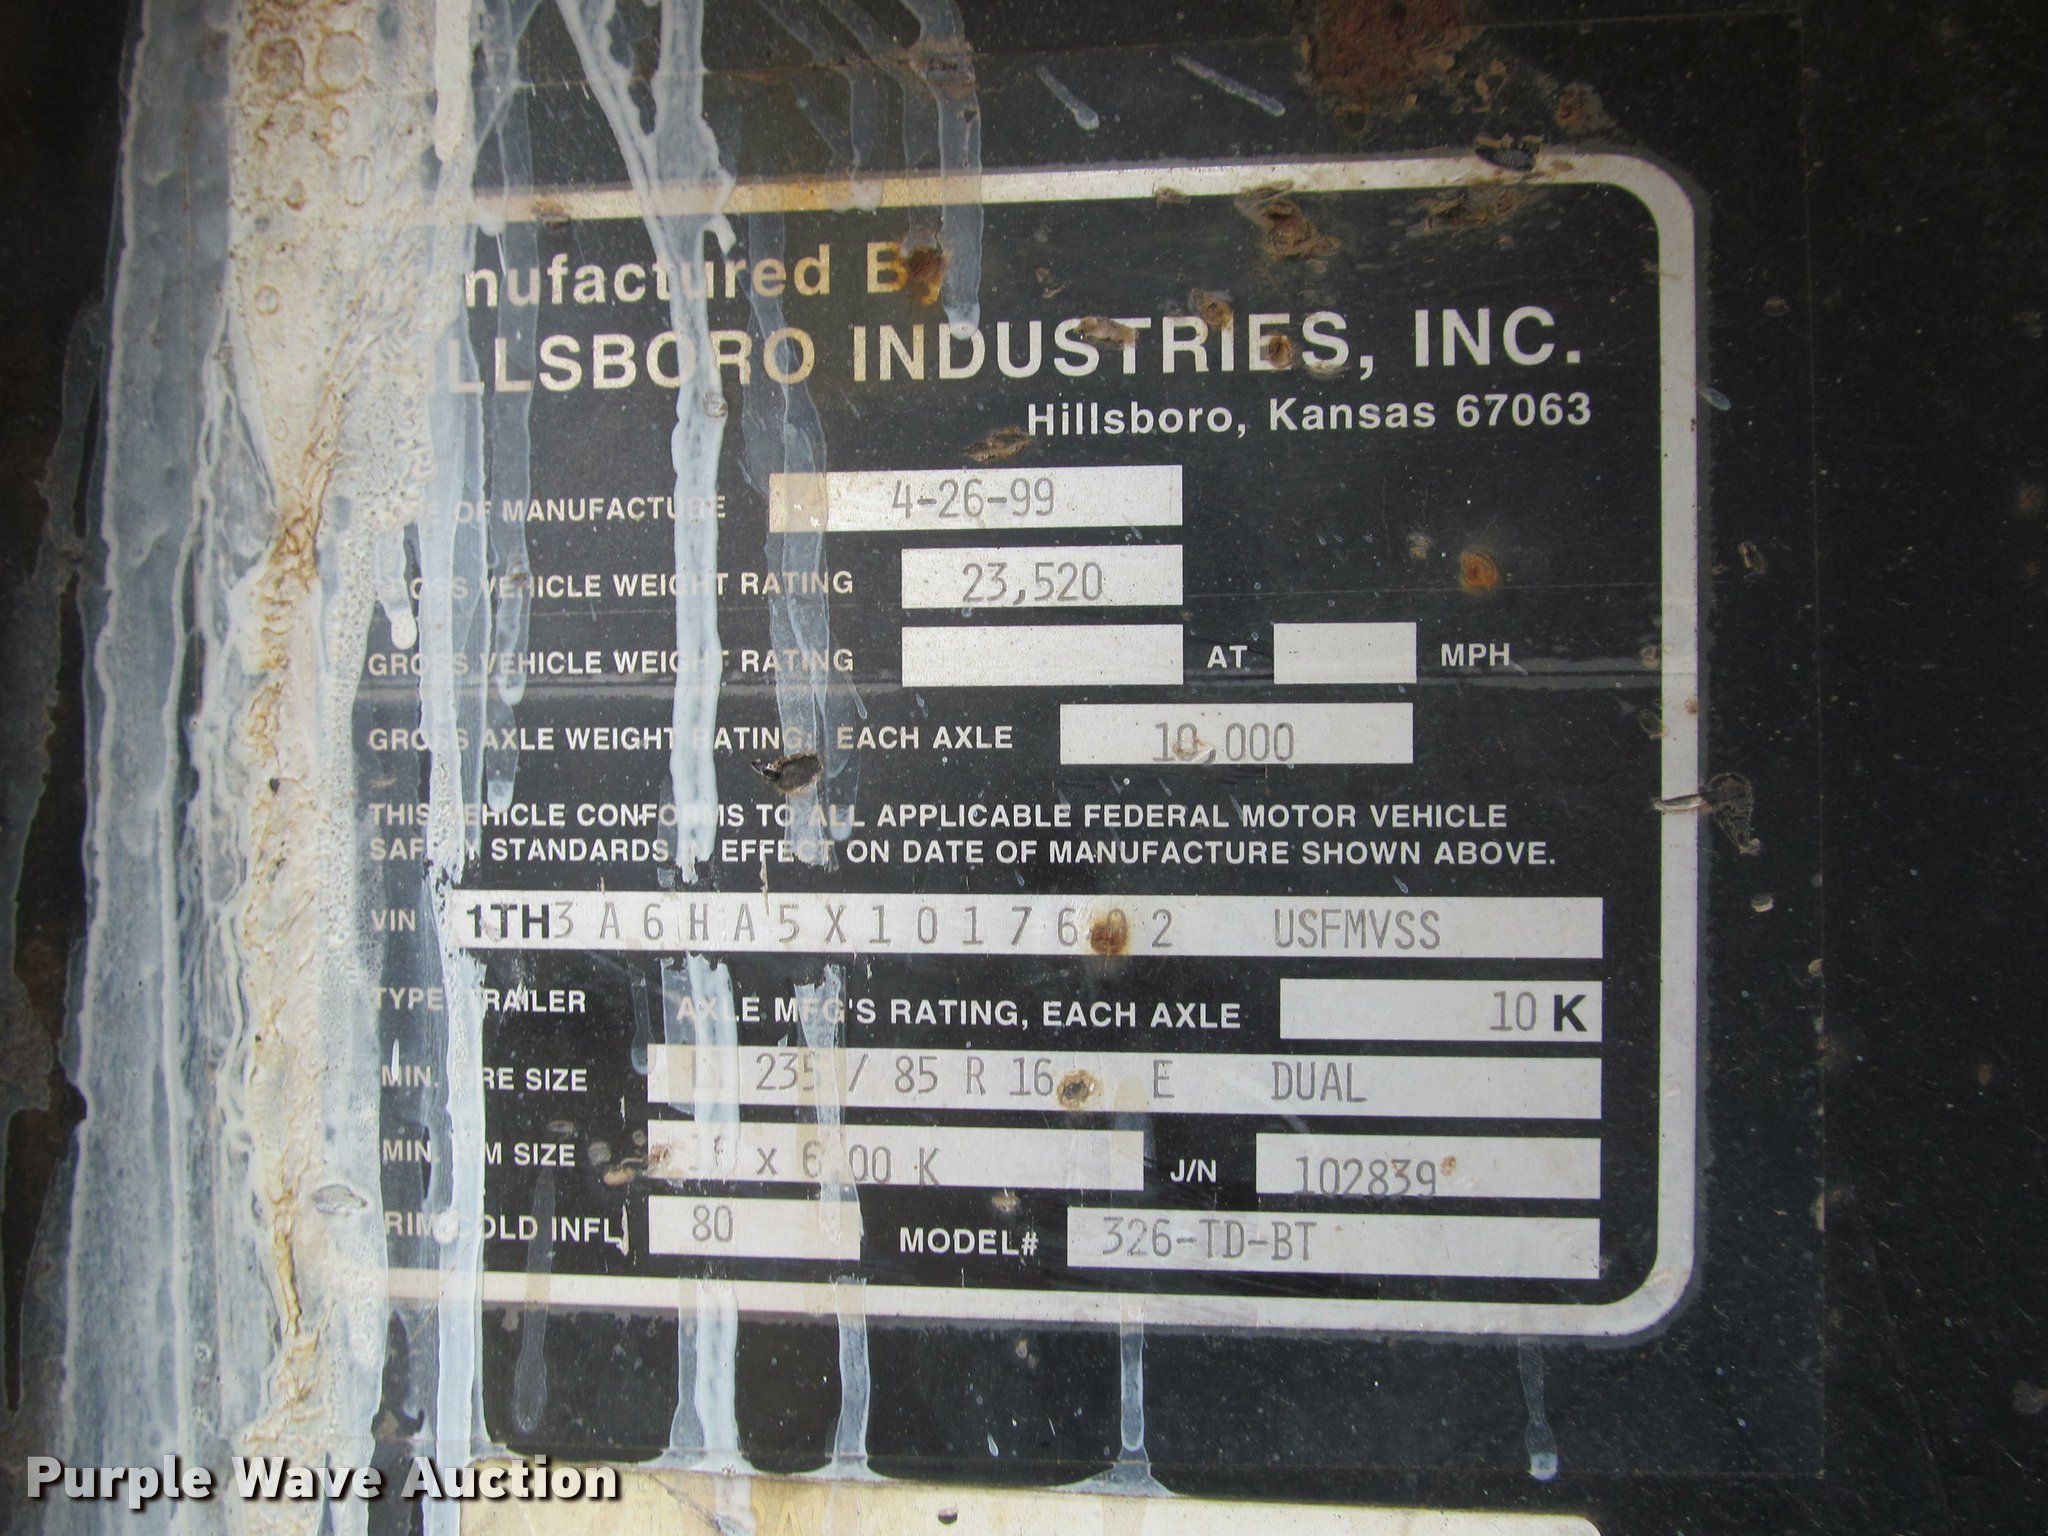 nufactured By
LLSBORO INDUSTRIES, INC.
Hillsboro, Kansas 67063
OF MANUFACTURE 4-26-99
GROSS VEHICLE WEIGHT RATING 23,520
GROSS VEHICLE WEIGHT RATING AT MPH
GROSS AXLE WEIGHT RATING: EACH AXLE 10,000
THIS VEHICLE CONFORMS TO ALL APPLICABLE FEDERAL MOTOR VEHICLE
SAFETY STANDARDS IN EFFECT ON DATE OF MANUFACTURE SHOWN ABOVE.
VIN 1TH3A6HA5X1017602 USFMVSS
TYPE TRAILER AXLE MFG'S RATING, EACH AXLE 10 K
MIN. TIRE SIZE 235 / 85 R 16 E DUAL
MIN. RIM SIZE x 6.00 K J/N 102839
RIM COLD INFL 80 MODEL# 326-TD-BT
Purple Wave Auction